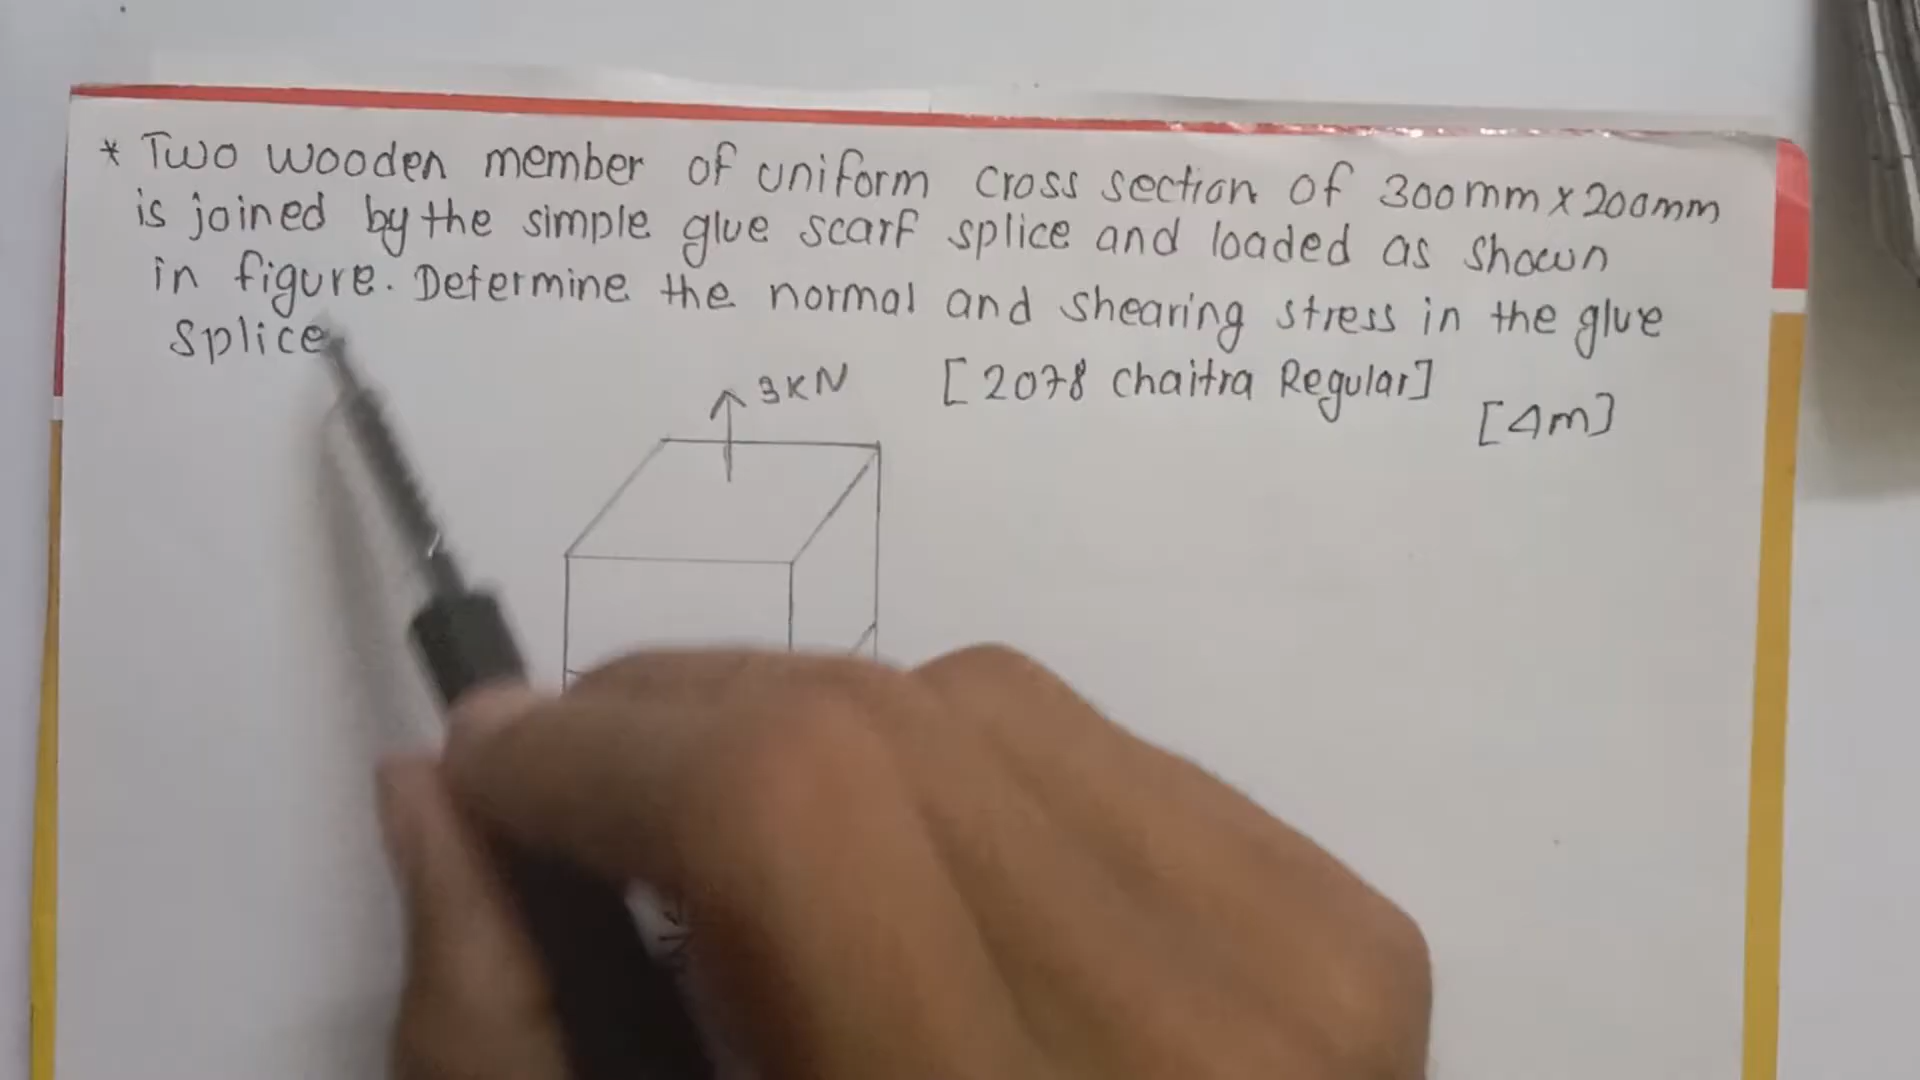 * Two wooden member of uniform cross section of 300mm x 200mm
is joined by the simple glue scarf splice and loaded as shown
in figure. Determine the normal and shearing stress in the glue
splice
[2078 Chaitra Regular]
[4m]
3KN